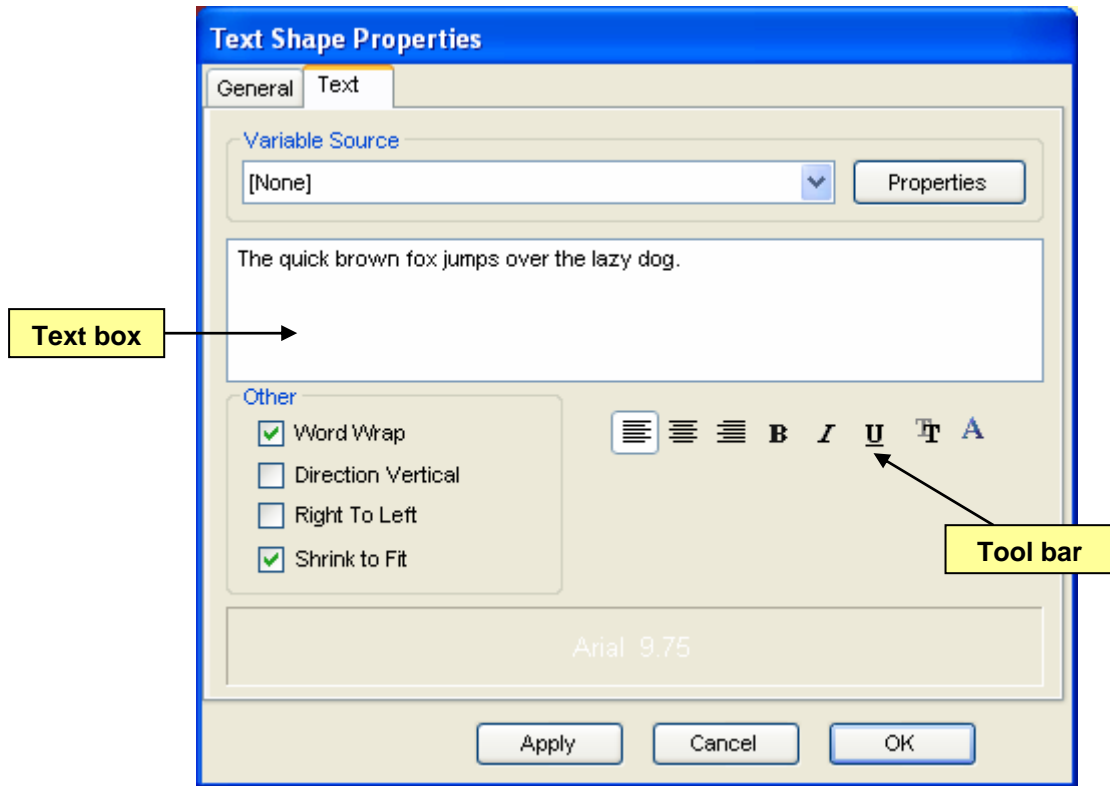 Text Shape Properties
General Text
Variable Source
[None] Properties
The quick brown fox jumps over the lazy dog.
Text box
Other
Word Wrap
B I U TT A
Direction Vertical
Right To Left
Tool bar
Shrink to Fit
Arial 9.75
Apply Cancel OK